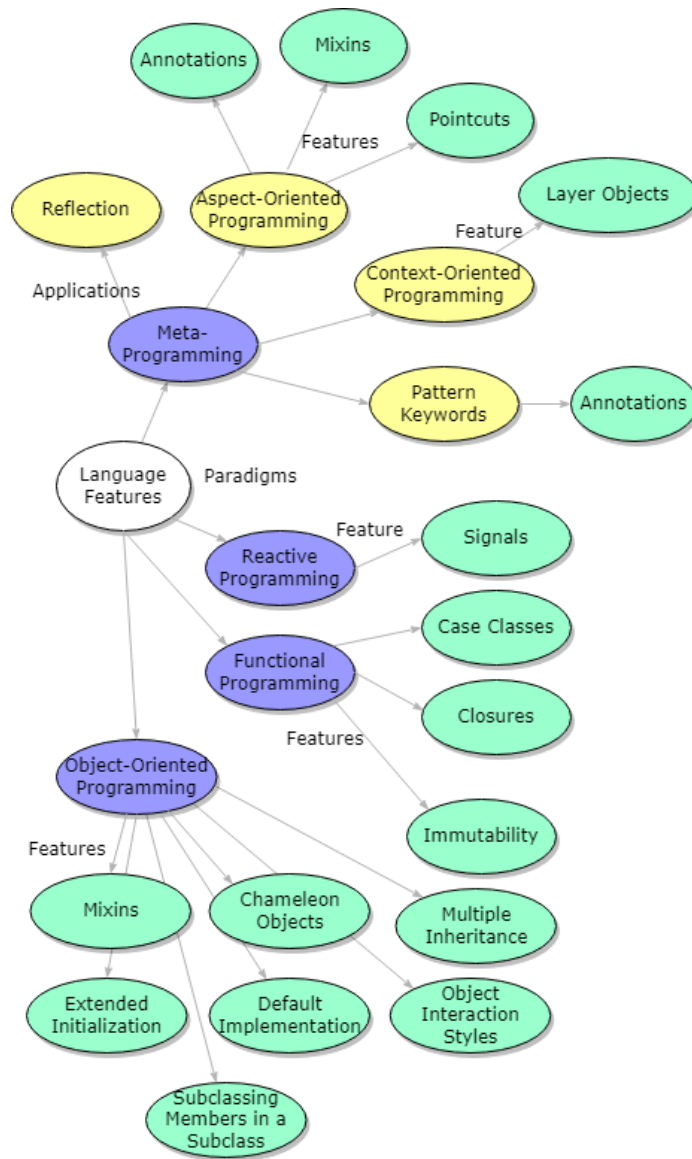 Mixins
Annotations
Pointcuts
Features
Layer Objects
Reflection
Aspect-Oriented
Programming
Feature
Context-Oriented
Programming
Applications
Meta-
Programming
Pattern
Keywords
Annotations
Language
Features
Paradigms
Feature
Signals
Reactive
Programming
Case Classes
Functional
Programming
Closures
Features
Object-Oriented
Programming
Immutability
Features
Mixins
Chameleon
Objects
Multiple
Inheritance
Extended
Initialization
Default
Implementation
Object
Interaction
Styles
Subclassing
Members in a
Subclass